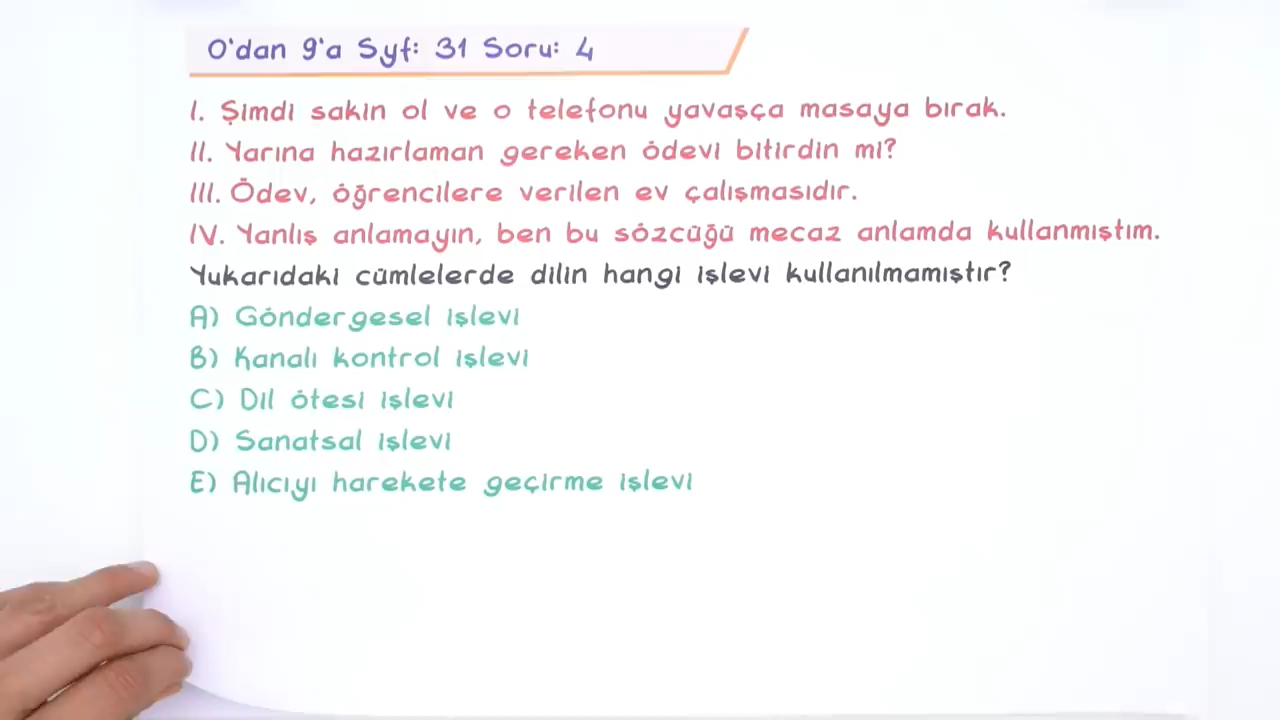 0'dan 9'a Syf: 31 Soru: 4
I. Şimdi sakin ol ve o telefonu yavaşça masaya bırak.
II. Yarına hazırlaman gereken ödevi bitirdin mi?
III. Ödev, öğrencilere verilen ev çalışmasıdır.
IV. Yanlış anlamayın, ben bu sözcüğü mecaz anlamda kullanmıştım.
Yukarıdaki cümlelerde dilin hangi işlevi kullanılmamıştır?
A) Göndergesel işlevi
B) Kanalı kontrol işlevi
C) Dil ötesi işlevi
D) Sanatsal işlevi
E) Alıcıyı harekete geçirme işlevi